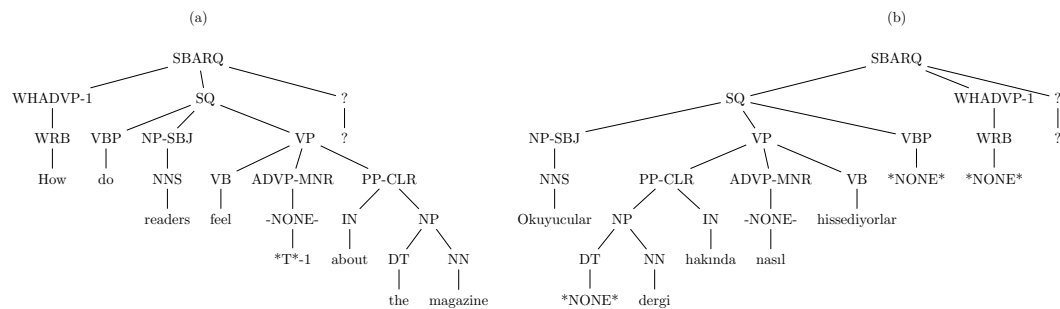 (a) (b)
SBARQ SBARQ
WHADVP-1 SQ ? SQ WHADVP-1 ?
WRB VBP NP-SBJ VP ? NP-SBJ VP VBP WRB ?
How do NNS VB ADVP-MNR PP-CLR NNS PP-CLR ADVP-MNR VB *NONE* *NONE*
readers feel -NONE- IN NP Okuyucular NP IN -NONE- hissediyorlar
*T*-1 about DT NN DT NN hakında nasıl
the magazine *NONE* dergi